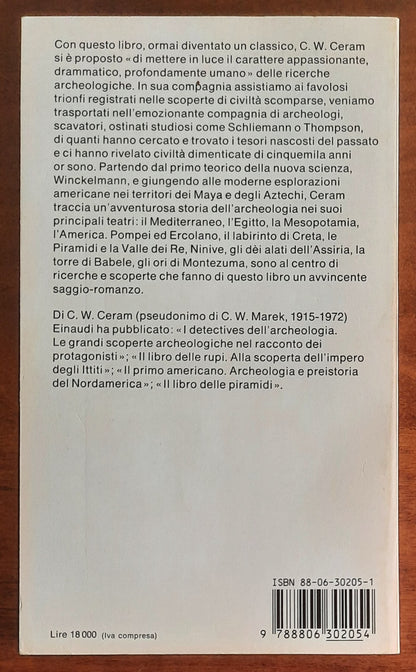 Con questo libro, ormai diventato un classico, C. W. Ceram
si è proposto « di mettere in luce il carattere appassionante,
drammatico, profondamente umano » delle ricerche
archeologiche. In sua compagnia assistiamo ai favolosi
trionfi registrati nelle scoperte di civiltà scomparse, veniamo
trasportati nell'emozionante compagnia di archeologi,
scavatori, ostinati studiosi come Schliemann o Thompson,
di quanti hanno cercato e trovato i tesori nascosti del passato
e ci hanno rivelato civiltà dimenticate di cinquemila anni
or sono. Partendo dal primo teorico della nuova scienza,
Winckelmann, e giungendo alle moderne esplorazioni
americane nei territori dei Maya e degli Aztechi, Ceram
traccia un'avventurosa storia dell'archeologia nei suoi
principali teatri: il Mediterraneo, l'Egitto, la Mesopotamia,
l'America. Pompei ed Ercolano, il labirinto di Creta, le
Piramidi e la Valle dei Re, Ninive, gli dèi alati dell'Assiria, la
torre di Babele, gli ori di Montezuma, sono al centro di
ricerche e scoperte che fanno di questo libro un avvincente
saggio-romanzo.
Di C. W. Ceram (pseudonimo di C. W. Marek, 1915-1972)
Einaudi ha pubblicato: « I detectives dell'archeologia.
Le grandi scoperte archeologiche nel racconto dei
protagonisti »; « Il libro delle rupi. Alla scoperta dell'impero
degli Ittiti »; « Il primo americano. Archeologia e preistoria
del Nordamerica »; « Il libro delle piramidi ».
ISBN 88-06-30205-1
9 788806 302054
Lire 18 000 (Iva compresa)